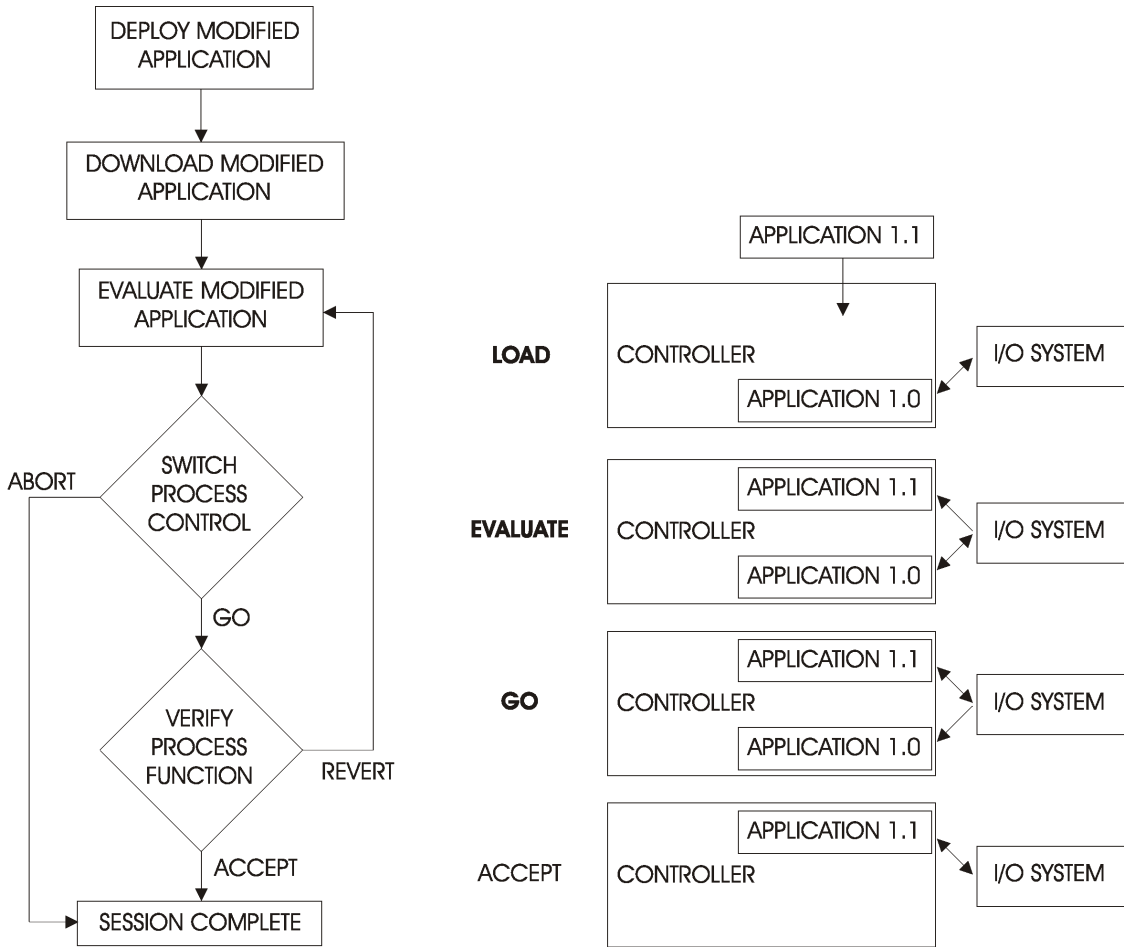 DEPLOY MODIFIED
APPLICATION
DOWNLOAD MODIFIED
APPLICATION
EVALUATE MODIFIED
APPLICATION
SWITCH
PROCESS
CONTROL
ABORT
GO
VERIFY
PROCESS
FUNCTION
REVERT
ACCEPT
SESSION COMPLETE
APPLICATION 1.1
LOAD
CONTROLLER
I/O SYSTEM
APPLICATION 1.0
APPLICATION 1.1
EVALUATE
CONTROLLER
I/O SYSTEM
APPLICATION 1.0
APPLICATION 1.1
GO
CONTROLLER
I/O SYSTEM
APPLICATION 1.0
APPLICATION 1.1
ACCEPT
CONTROLLER
I/O SYSTEM